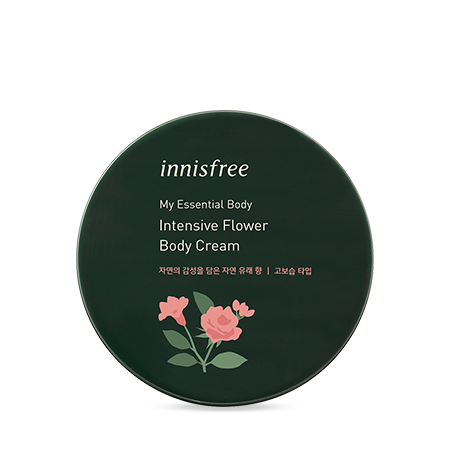 innisfree
My Essential Body
Intensive Flower
Body Cream
자연의 감성을 담은 자연 유래 향 | 고보습 타입